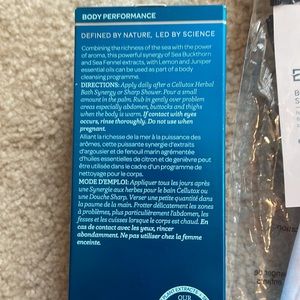 BODY PERFORMANCE
DEFINED BY NATURE, LED BY SCIENCE
Combining the richness of the sea with the power
of aroma, this powerful synergy of Sea Buckthorn
and Sea Fennel extracts, with Lemon and Juniper
essential oils can be used as part of a body
cleansing programme.
• DIRECTIONS: Apply daily after a Cellutox Herbal
Bath Synergy or Sharp Shower. Pour a small
amount in the palm. Rub in gently over problem
areas especially abdomen, buttocks and thighs
when the body is warm. If contact with eyes
occurs, rinse thoroughly. Do not use when
pregnant.
Alliant la richesse de la mer à la puissance des
arômes, cette puissante synergie d'extraits
d'argousier et de fenouil marin agrémentée
d'huiles essentielles de citron et de genièvre peut
être utilisée dans le cadre d'un programme de
nettoyage pour le corps.
MODE D'EMPLOI: Appliquer tous les jours après
une Synergie aux herbes pour le bain Cellutox ou
une Douche Sharp. Verser une petite quantité dans
la paume de la main. Frotter délicatement les zones
à problèmes, plus particulièrement l'abdomen, les
fesses et les cuisses lorsque le corps est chaud. En
cas de contact avec les yeux, rincer
abondamment. Ne pas utiliser chez la femme
enceinte.
OUR